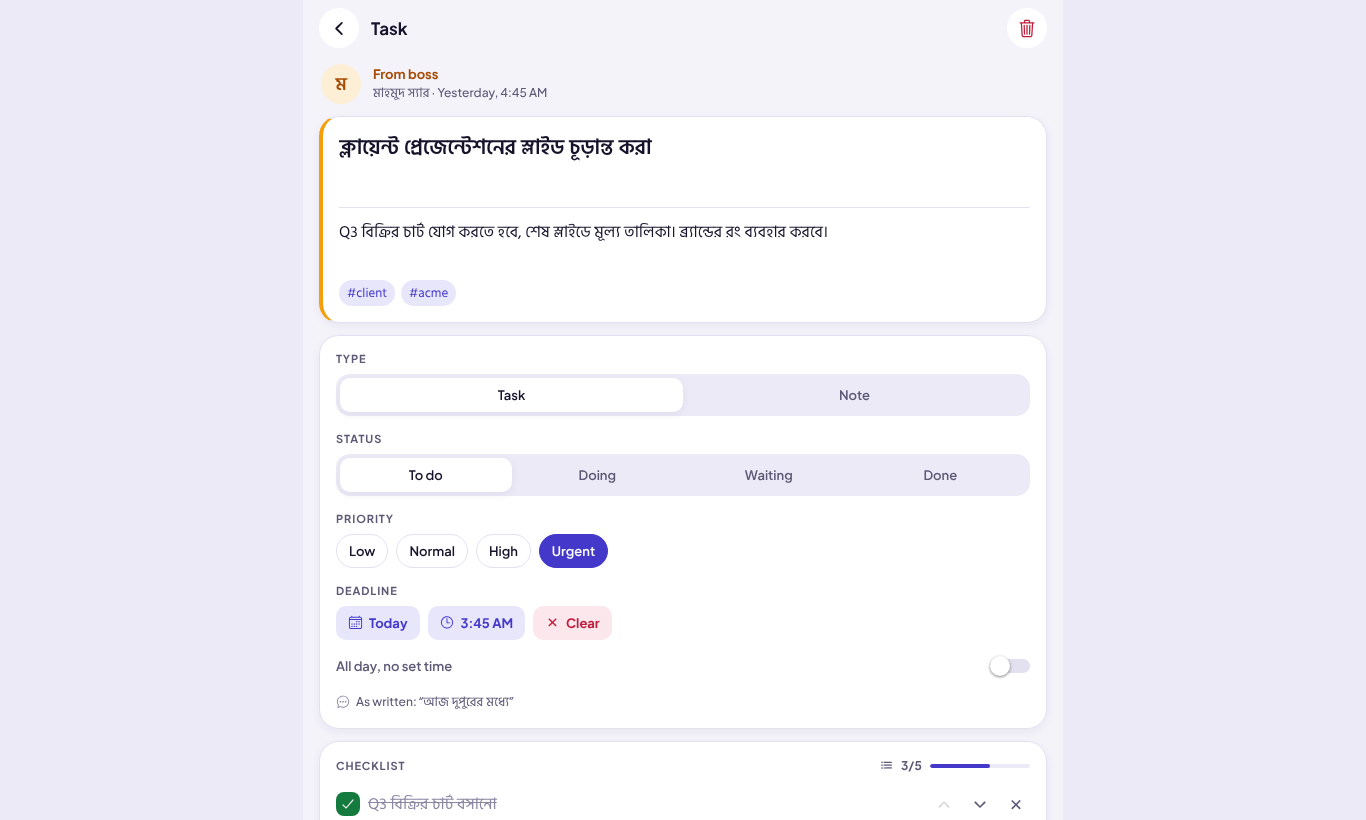 Task
ম
From boss
মাহমুদ স্যার · Yesterday, 4:45 AM
ক্লায়েন্ট প্রেজেন্টেশনের স্লাইড চূড়ান্ত করা
Q3 বিক্রির চার্ট যোগ করতে হবে, শেষ স্লাইডে মূল্য তালিকা। ব্র্যান্ডের রং ব্যবহার করবে।
#client #acme
TYPE
Task Note
STATUS
To do Doing Waiting Done
PRIORITY
Low Normal High Urgent
DEADLINE
Today 3:45 AM Clear
All day, no set time
As written: “আজ দুপুরের মধ্যে”
CHECKLIST 3/5
Q3 বিক্রির চার্ট বসানো